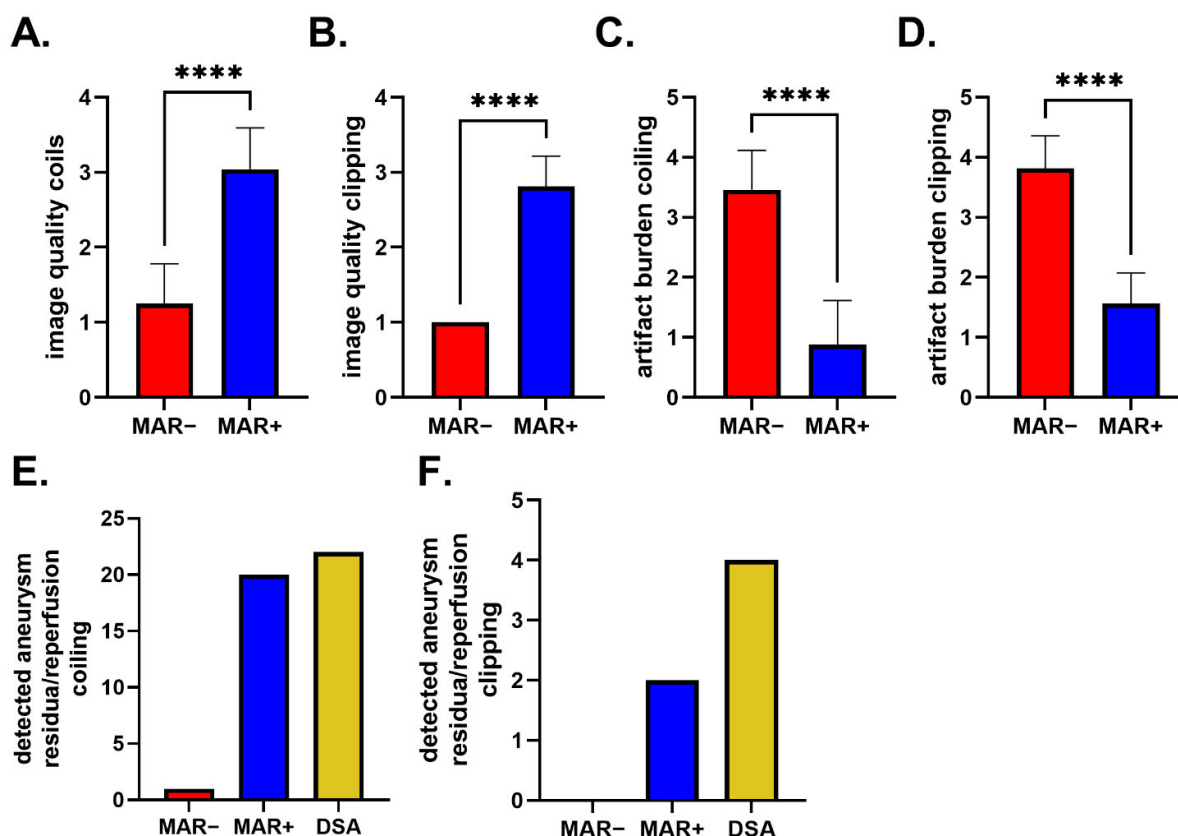 A.
B.
C.
D.
****
****
****
****
image quality coils
4
3
2
1
0
MAR− MAR+
image quality clipping
4
3
2
1
0
MAR− MAR+
artifact burden coiling
5
4
3
2
1
0
MAR− MAR+
artifact burden clipping
5
4
3
2
1
0
MAR− MAR+
E.
F.
detected aneurysm
residua/reperfusion
coiling
25
20
15
10
5
0
MAR− MAR+ DSA
detected aneurysm
residua/reperfusion
clipping
5
4
3
2
1
0
MAR− MAR+ DSA